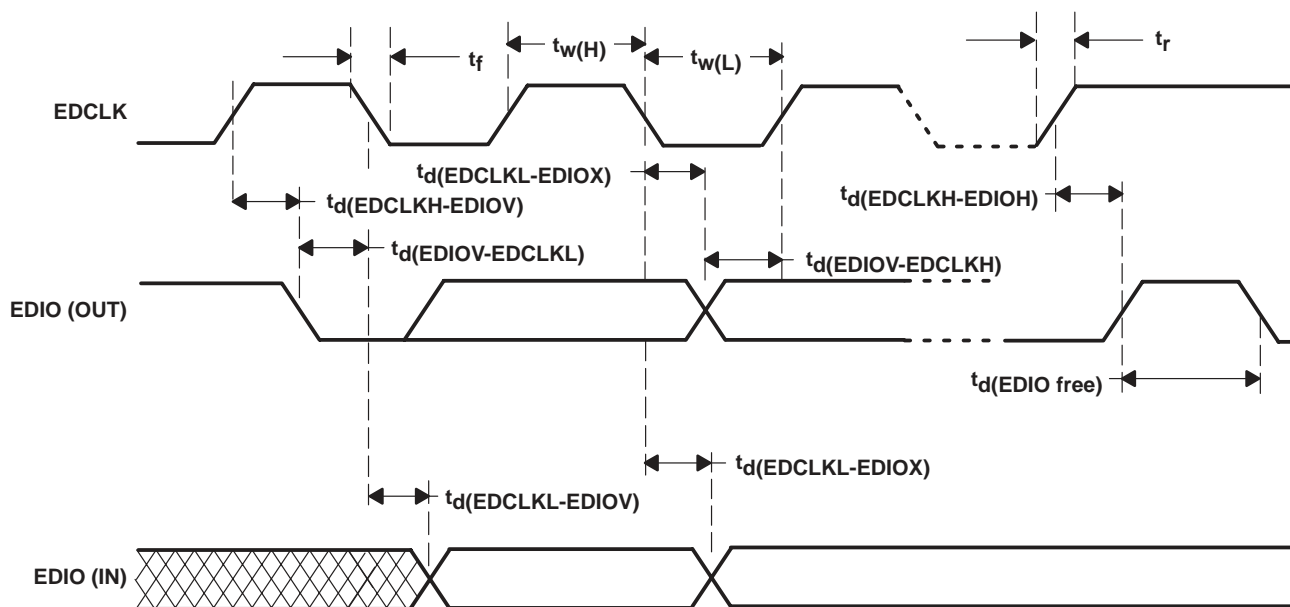 tf
tw(H)
tw(L)
tr
EDCLK
td(EDCLKL-EDIOX)
td(EDCLKH-EDIOV)
td(EDCLKH-EDIOH)
td(EDIOV-EDCLKL)
td(EDIOV-EDCLKH)
EDIO (OUT)
td(EDIO free)
td(EDCLKL-EDIOX)
td(EDCLKL-EDIOV)
EDIO (IN)